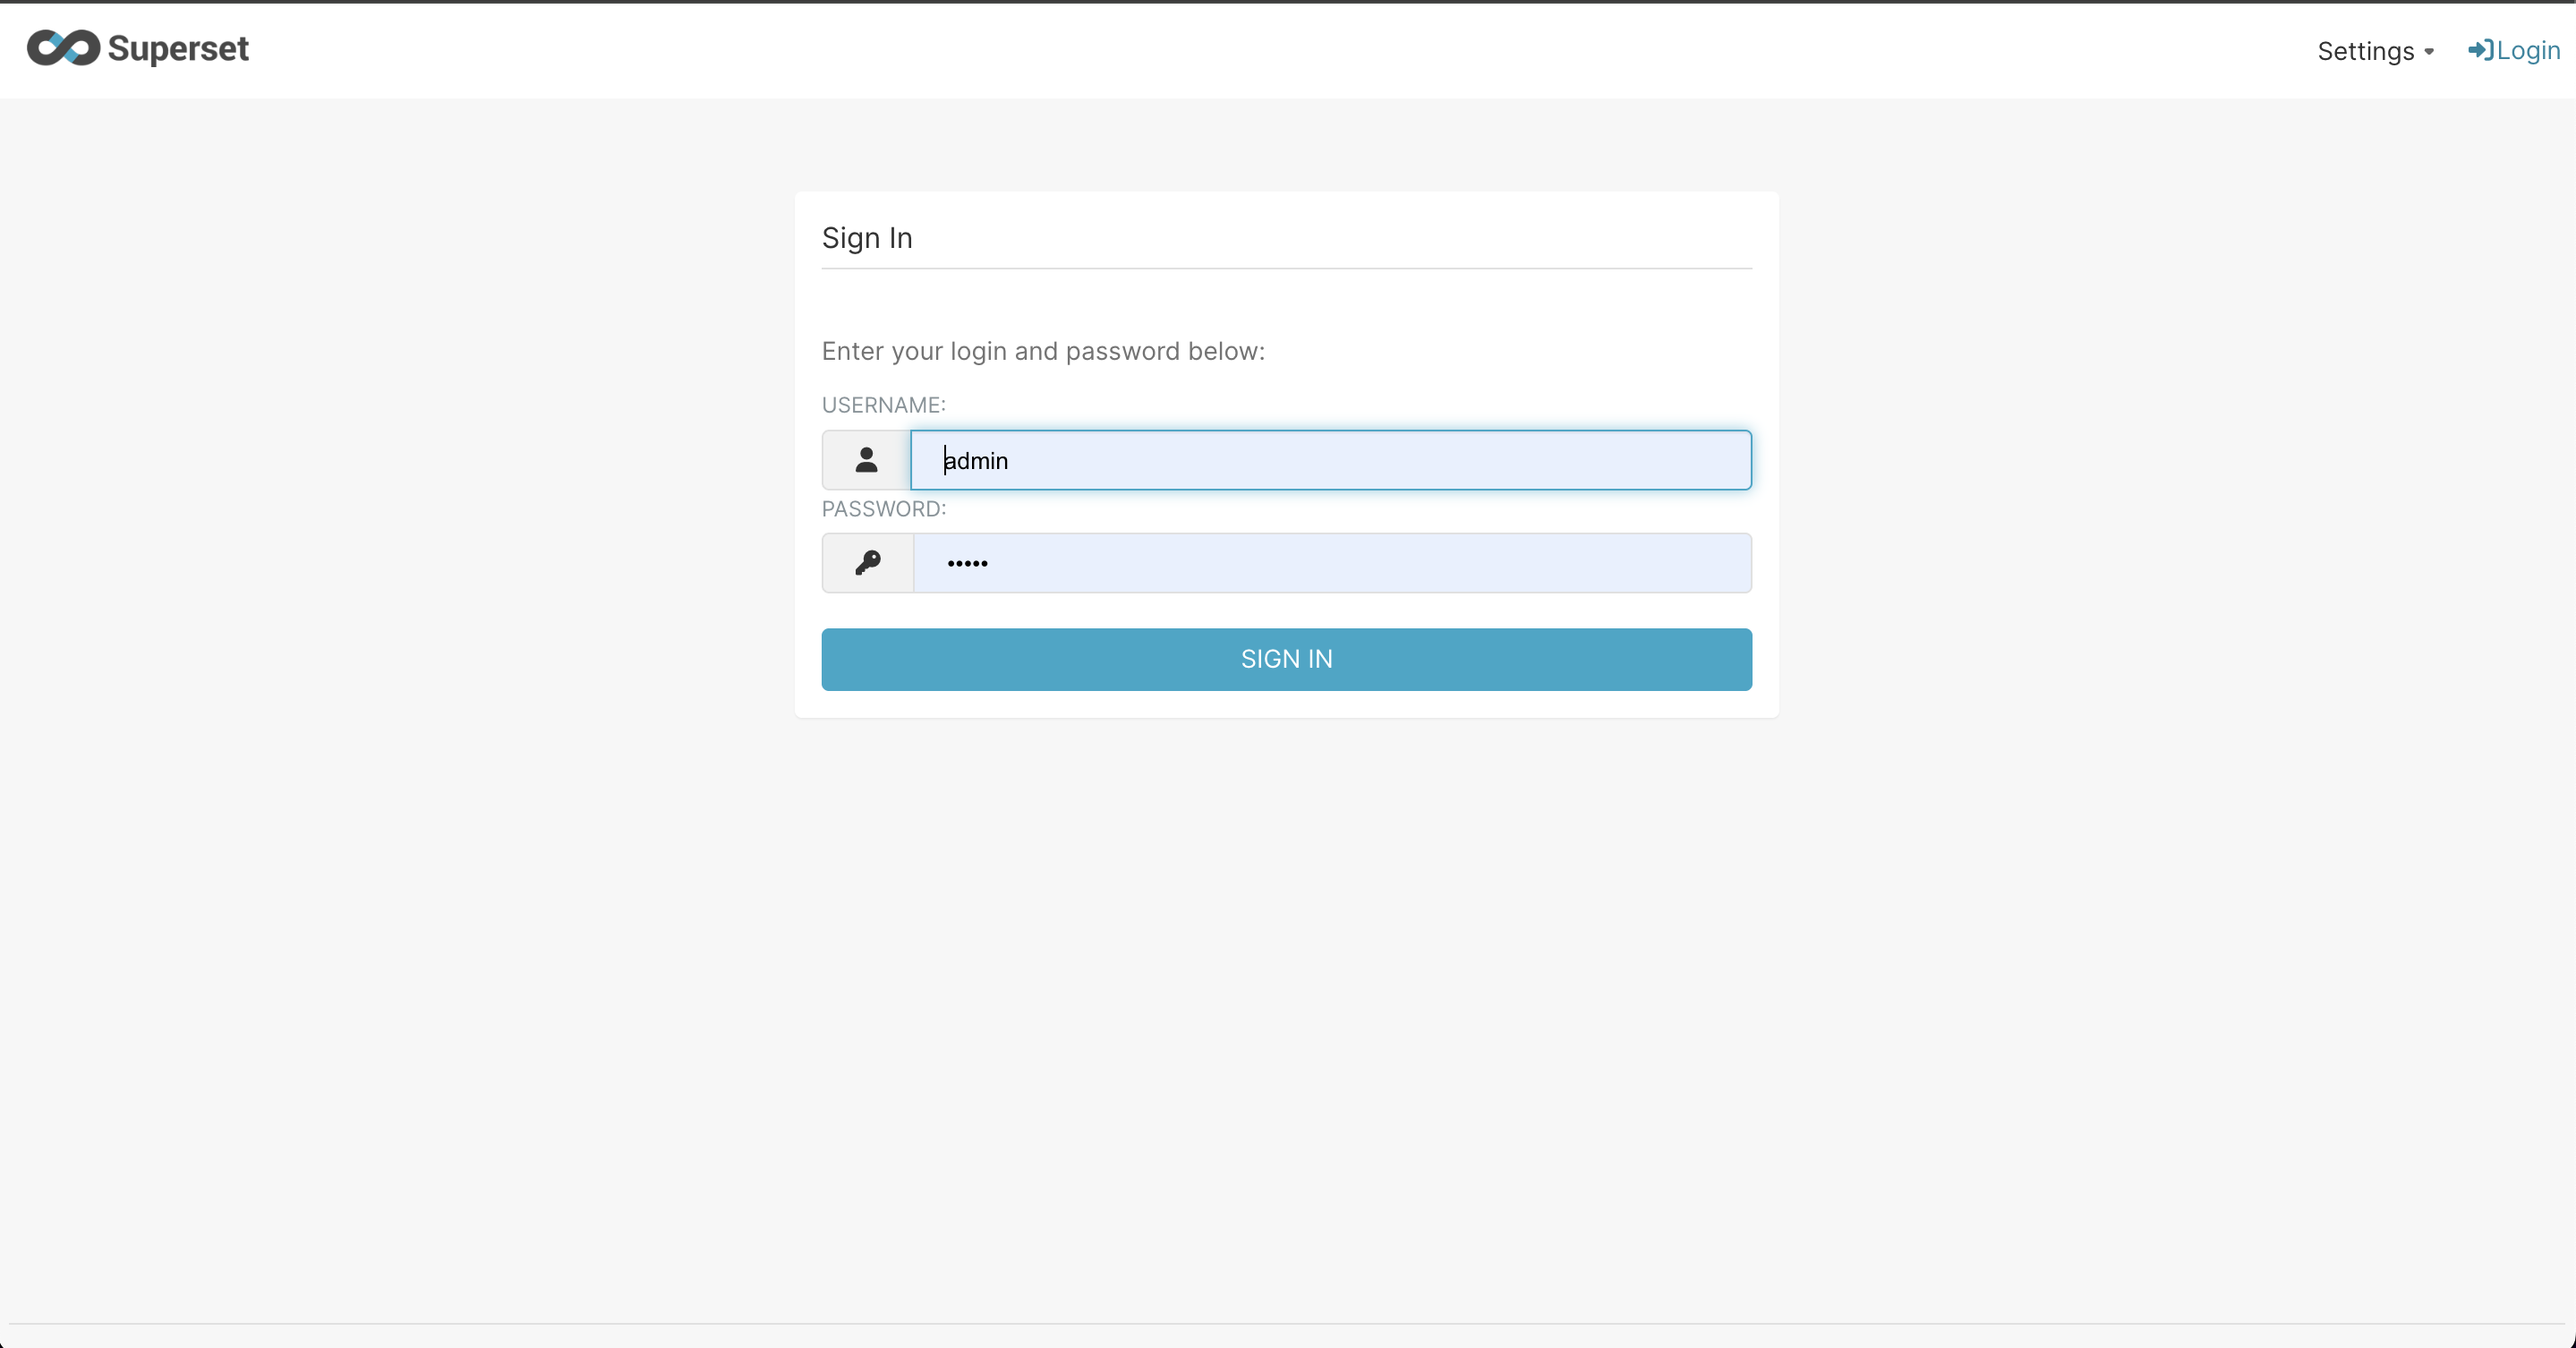 Superset
Settings
Login
Sign In
Enter your login and password below:
USERNAME:
admin
PASSWORD:
•••••
SIGN IN